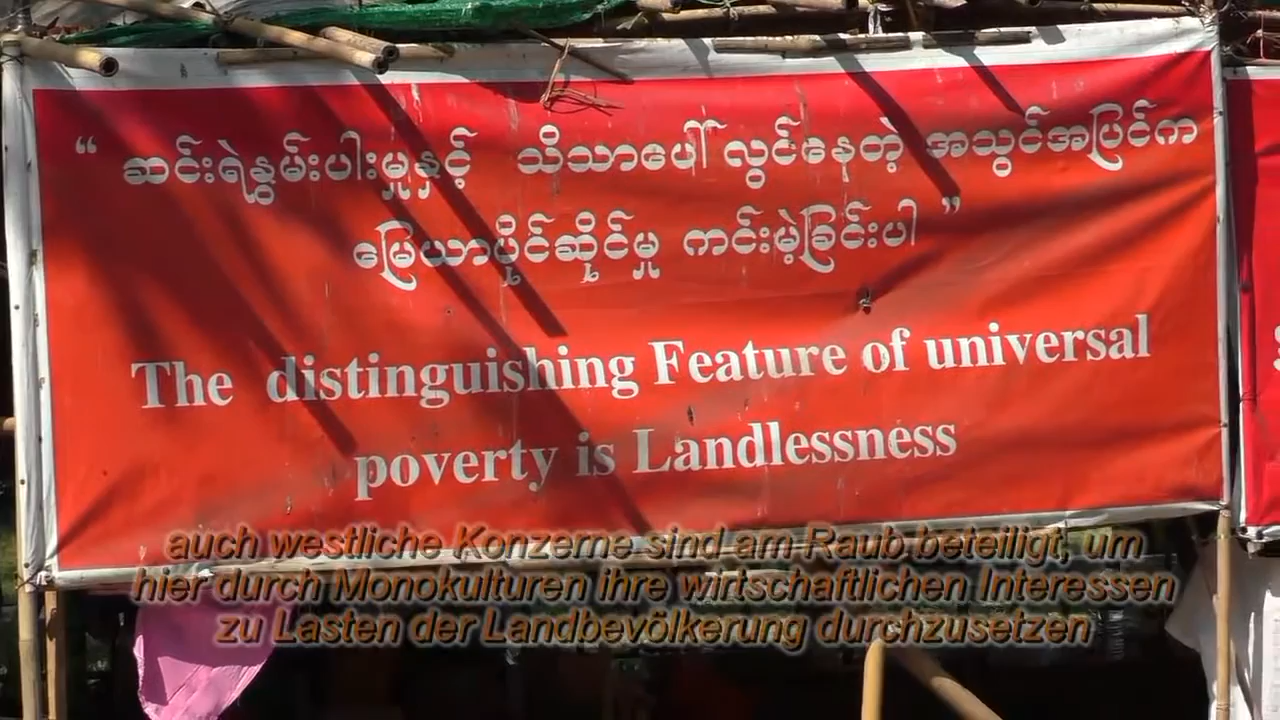 “ ဆင်းရဲနွမ်းပါးမှုနှင့် သိသာပေါ်လွင်နေတဲ့ အသွင်အပြင်က
မြေယာပိုင်ဆိုင်မှု ကင်းမဲ့ခြင်းပါ ”
The distinguishing Feature of universal
poverty is Landlessness
auch westliche Konzerne sind am Raub beteiligt, um
hier durch Monokulturen ihre wirtschaftlichen Interessen
zu Lasten der Landbevölkerung durchzusetzen